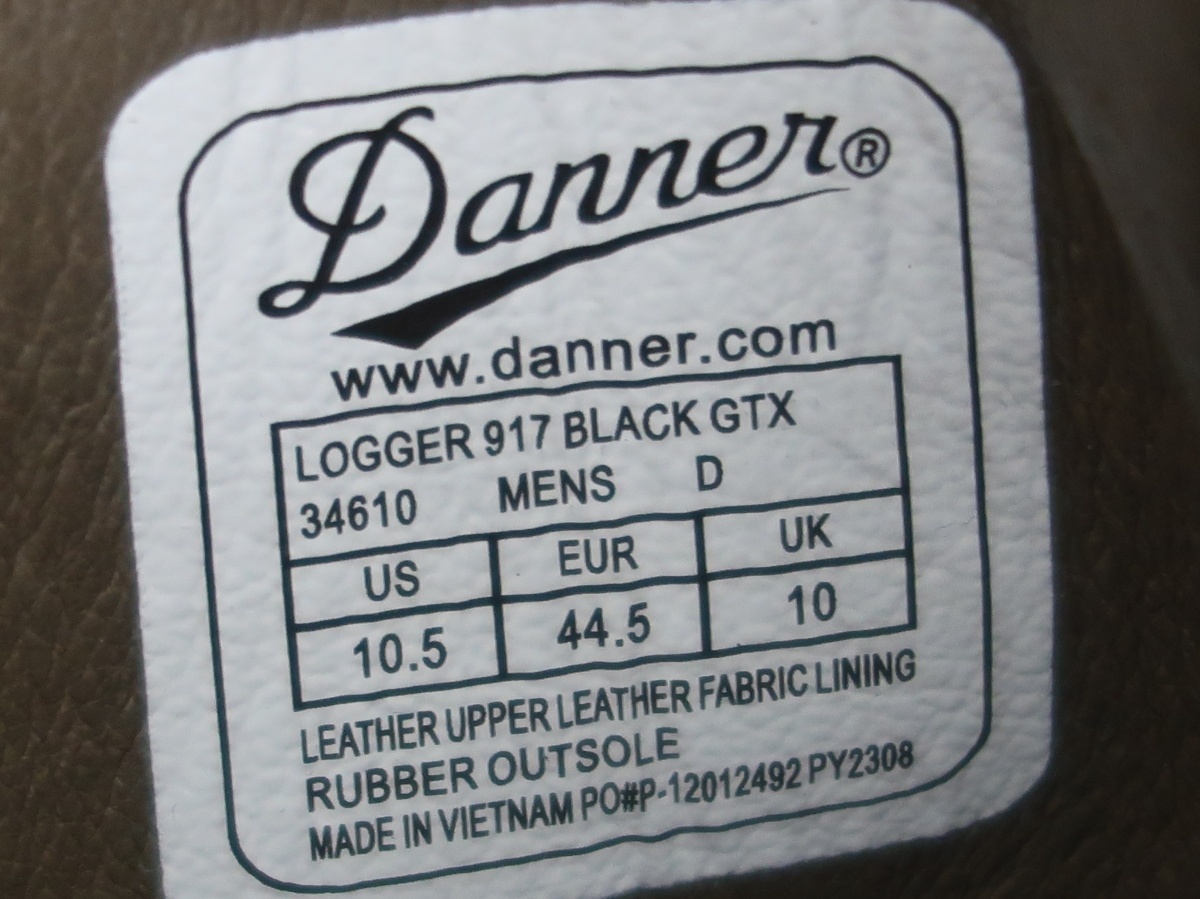 Danner®
www.danner.com
LOGGER 917 BLACK GTX
34610 MENS D
US EUR UK
10.5 44.5 10
LEATHER UPPER LEATHER FABRIC LINING
RUBBER OUTSOLE
MADE IN VIETNAM PO#P-12012492 PY2308